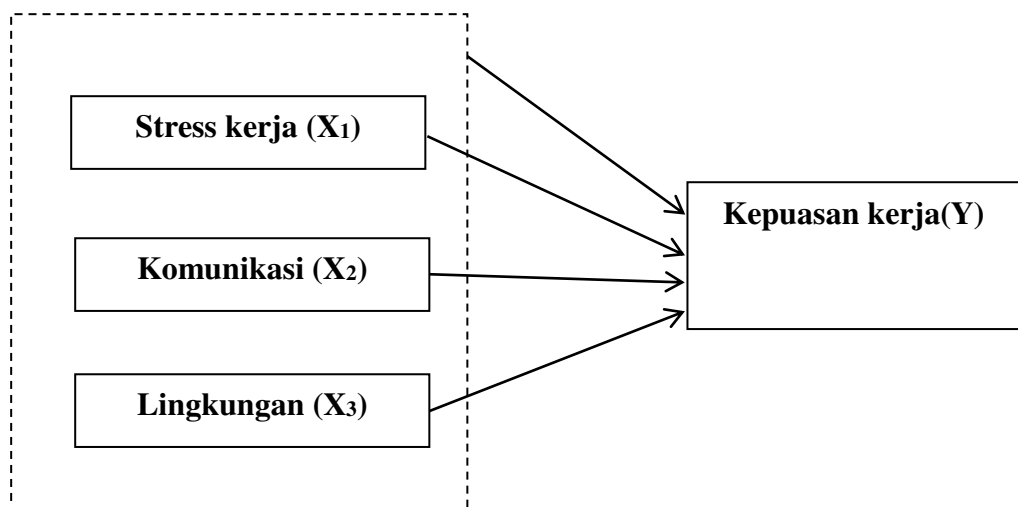 Stress kerja (X1)
Kepuasan kerja(Y)
Komunikasi (X2)
Lingkungan (X3)